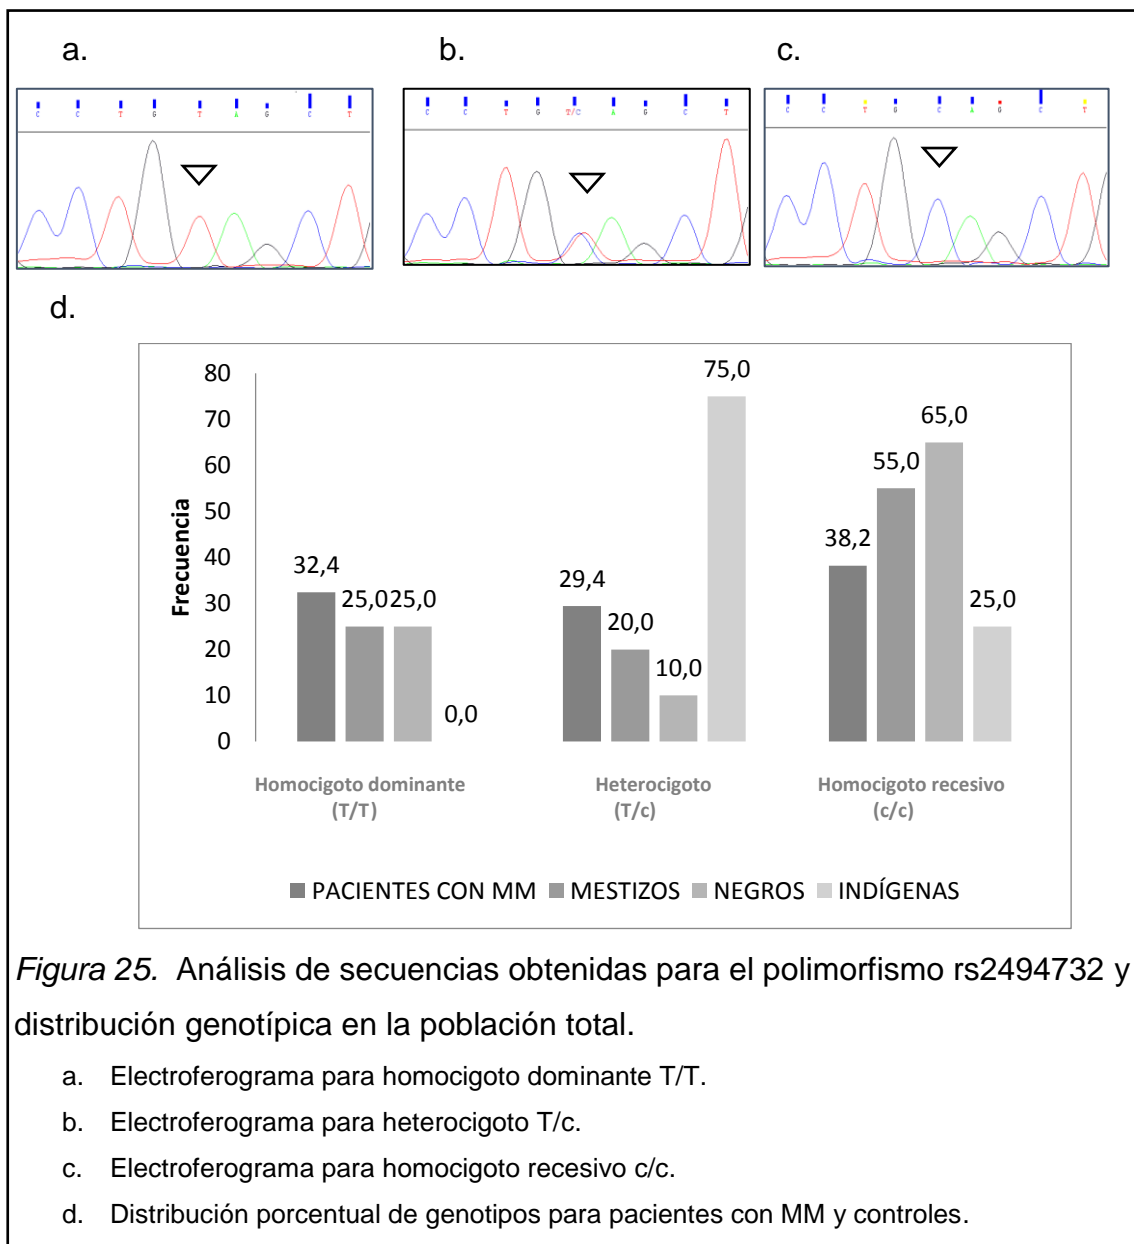 a.
b.
c.
C C T G T A G C T
C C T G T/C A G C T
C C T G C A G C T
d.
Frecuencia
80
70
60
50
40
30
20
10
0
32,4
25,0
25,0
0,0
29,4
20,0
10,0
75,0
38,2
55,0
65,0
25,0
Homocigoto dominante
(T/T)
Heterocigoto
(T/c)
Homocigoto recesivo
(c/c)
PACIENTES CON MM MESTIZOS NEGROS INDÍGENAS
Figura 25. Análisis de secuencias obtenidas para el polimorfismo rs2494732 y
distribución genotípica en la población total.
a. Electroferograma para homocigoto dominante T/T.
b. Electroferograma para heterocigoto T/c.
c. Electroferograma para homocigoto recesivo c/c.
d. Distribución porcentual de genotipos para pacientes con MM y controles.